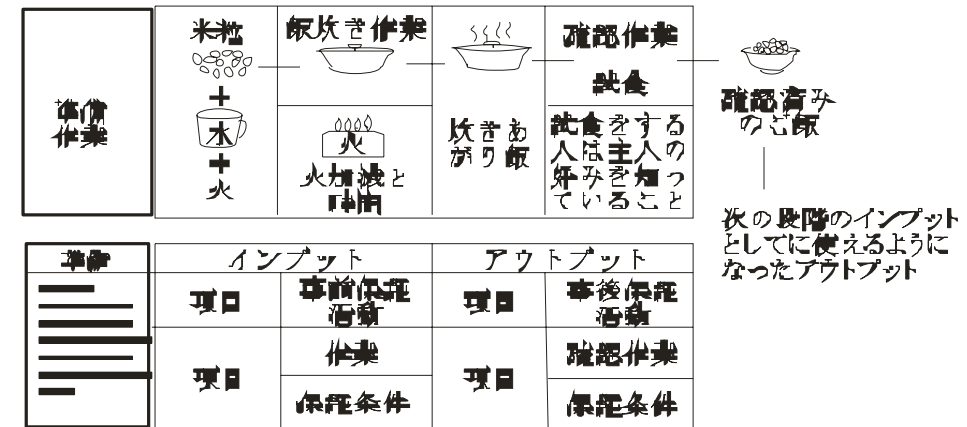 準備
作業
米粒
+
水
+
火
飯炊き作業
火
火加減と
時間
炊きあ
がり飯
確認作業
試食
試食をする
人は主人の
好みを知っ
ていること
確認済み
のご飯
次の段階のインプット
としてに使えるように
なったアウトプット
準備
インプット
アウトプット
項目
事前保証
活動
項目
事後保証
活動
項目
作業
保証条件
項目
確認作業
保証条件